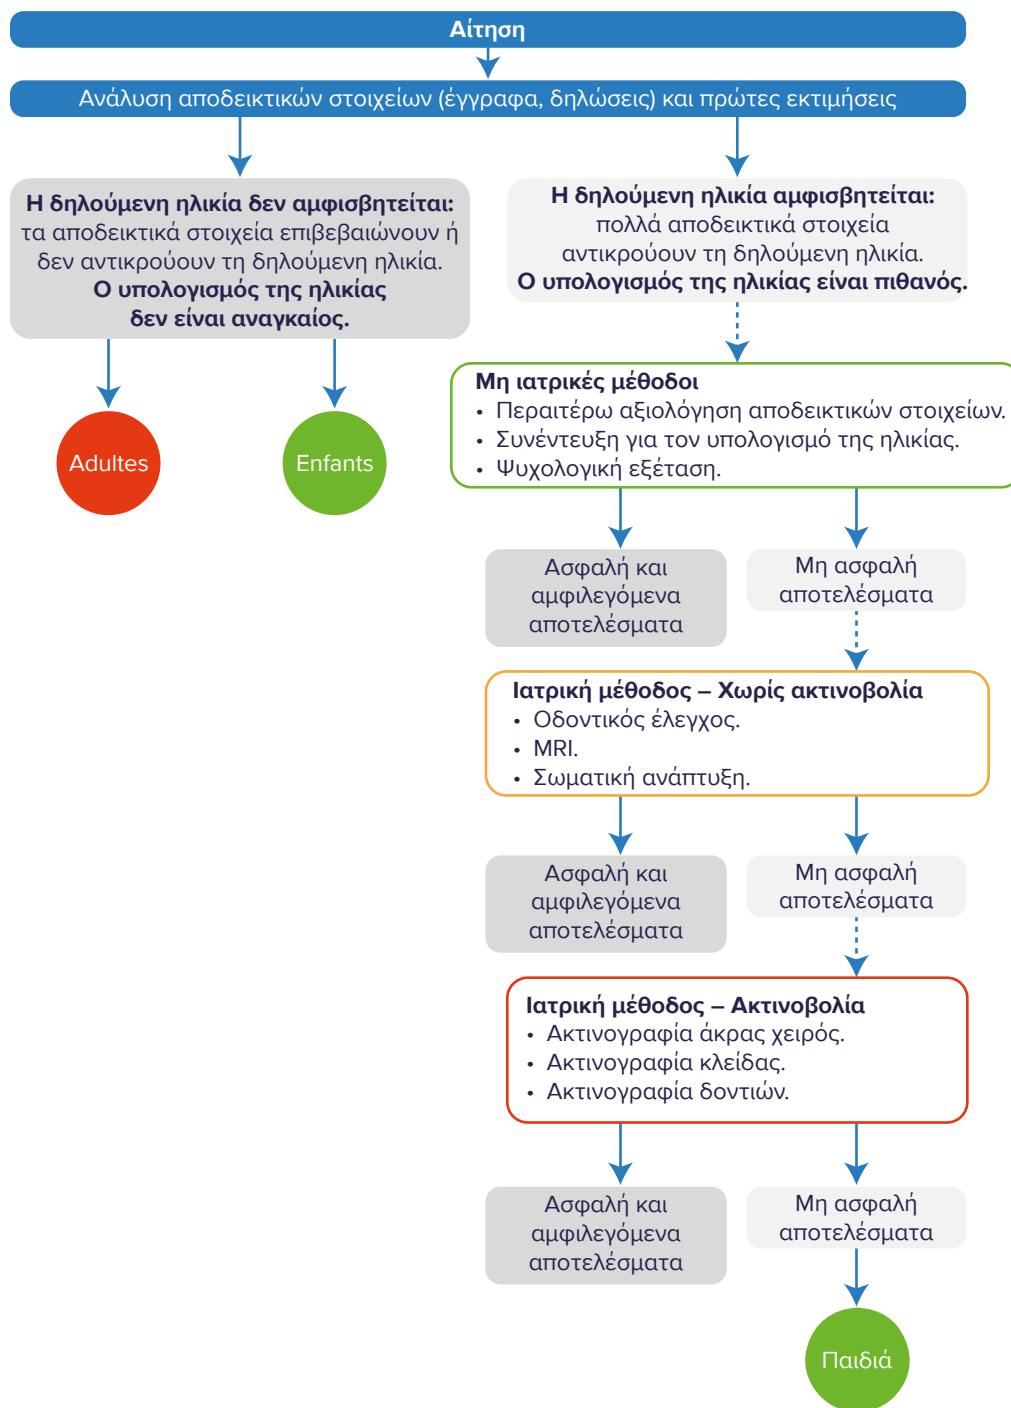 Αίτηση
Ανάλυση αποδεικτικών στοιχείων (έγγραφα, δηλώσεις) και πρώτες εκτιμήσεις
Η δηλούμενη ηλικία δεν αμφισβητείται:
τα αποδεικτικά στοιχεία επιβεβαιώνουν ή
δεν αντικρούουν τη δηλούμενη ηλικία.
Ο υπολογισμός της ηλικίας
δεν είναι αναγκαίος.
Η δηλούμενη ηλικία αμφισβητείται:
πολλά αποδεικτικά στοιχεία
αντικρούουν τη δηλούμενη ηλικία.
Ο υπολογισμός της ηλικίας είναι πιθανός.
Adultes
Enfants
Μη ιατρικές μέθοδοι
• Περαιτέρω αξιολόγηση αποδεικτικών στοιχείων.
• Συνέντευξη για τον υπολογισμό της ηλικίας.
• Ψυχολογική εξέταση.
Ασφαλή και
αμφιλεγόμενα
αποτελέσματα
Μη ασφαλή
αποτελέσματα
Ιατρική μέθοδος – Χωρίς ακτινοβολία
• Οδοντικός έλεγχος.
• MRI.
• Σωματική ανάπτυξη.
Ασφαλή και
αμφιλεγόμενα
αποτελέσματα
Μη ασφαλή
αποτελέσματα
Ιατρική μέθοδος – Ακτινοβολία
• Ακτινογραφία άκρας χειρός.
• Ακτινογραφία κλείδας.
• Ακτινογραφία δοντιών.
Ασφαλή και
αμφιλεγόμενα
αποτελέσματα
Μη ασφαλή
αποτελέσματα
Παιδιά